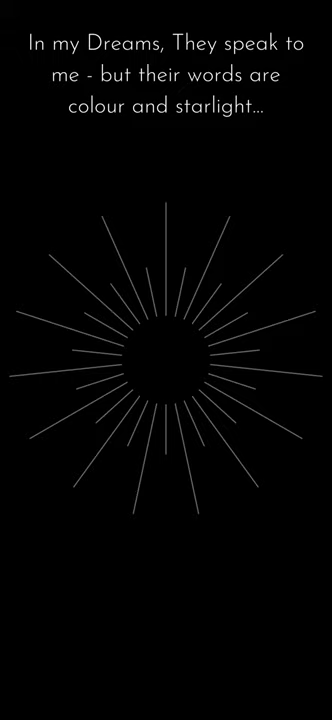 In my Dreams, They speak to
me - but their words are
colour and starlight...